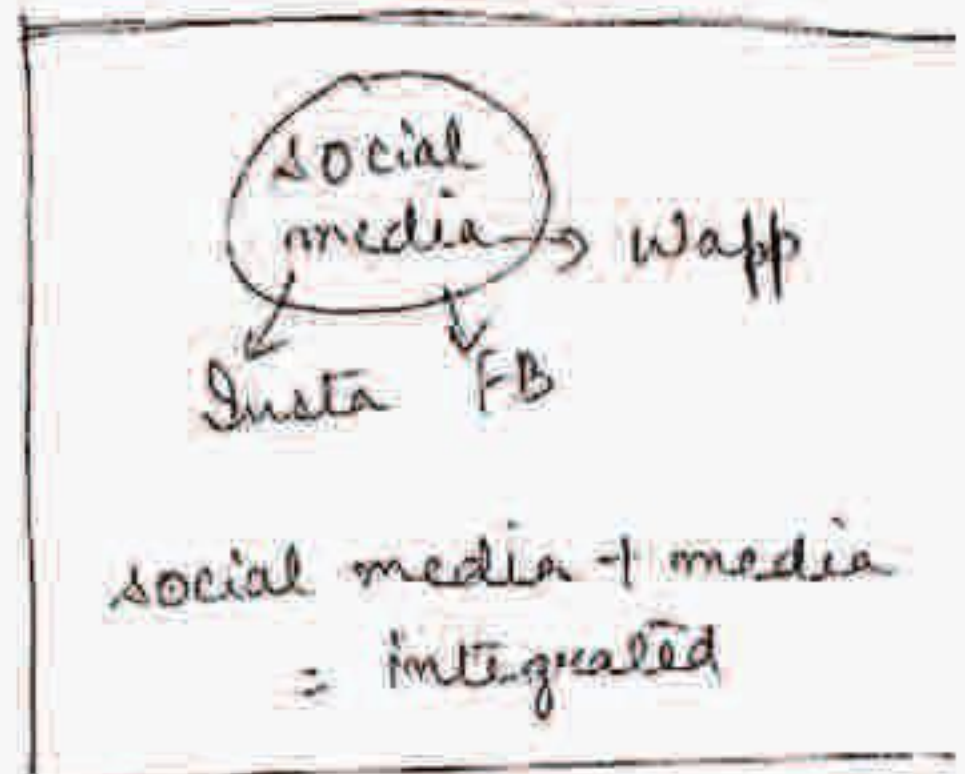 social
media → Wapp
Insta FB
social media + media
= integrated